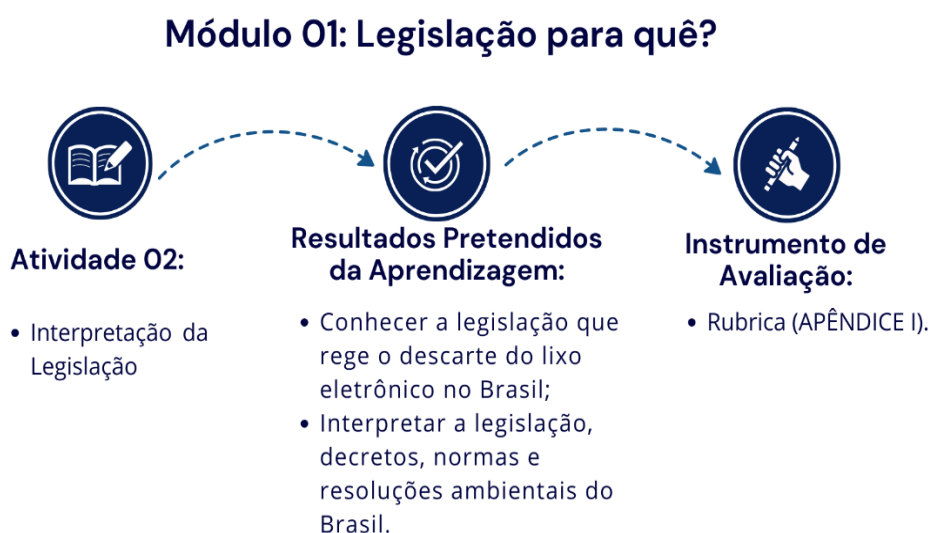 Módulo 01: Legislação para quê?
Atividade 02:
• Interpretação da
Legislação
Resultados Pretendidos
da Aprendizagem:
• Conhecer a legislação que
rege o descarte do lixo
eletrônico no Brasil;
• Interpretar a legislação,
decretos, normas e
resoluções ambientais do
Brasil.
Instrumento de
Avaliação:
• Rubrica (APÊNDICE I).